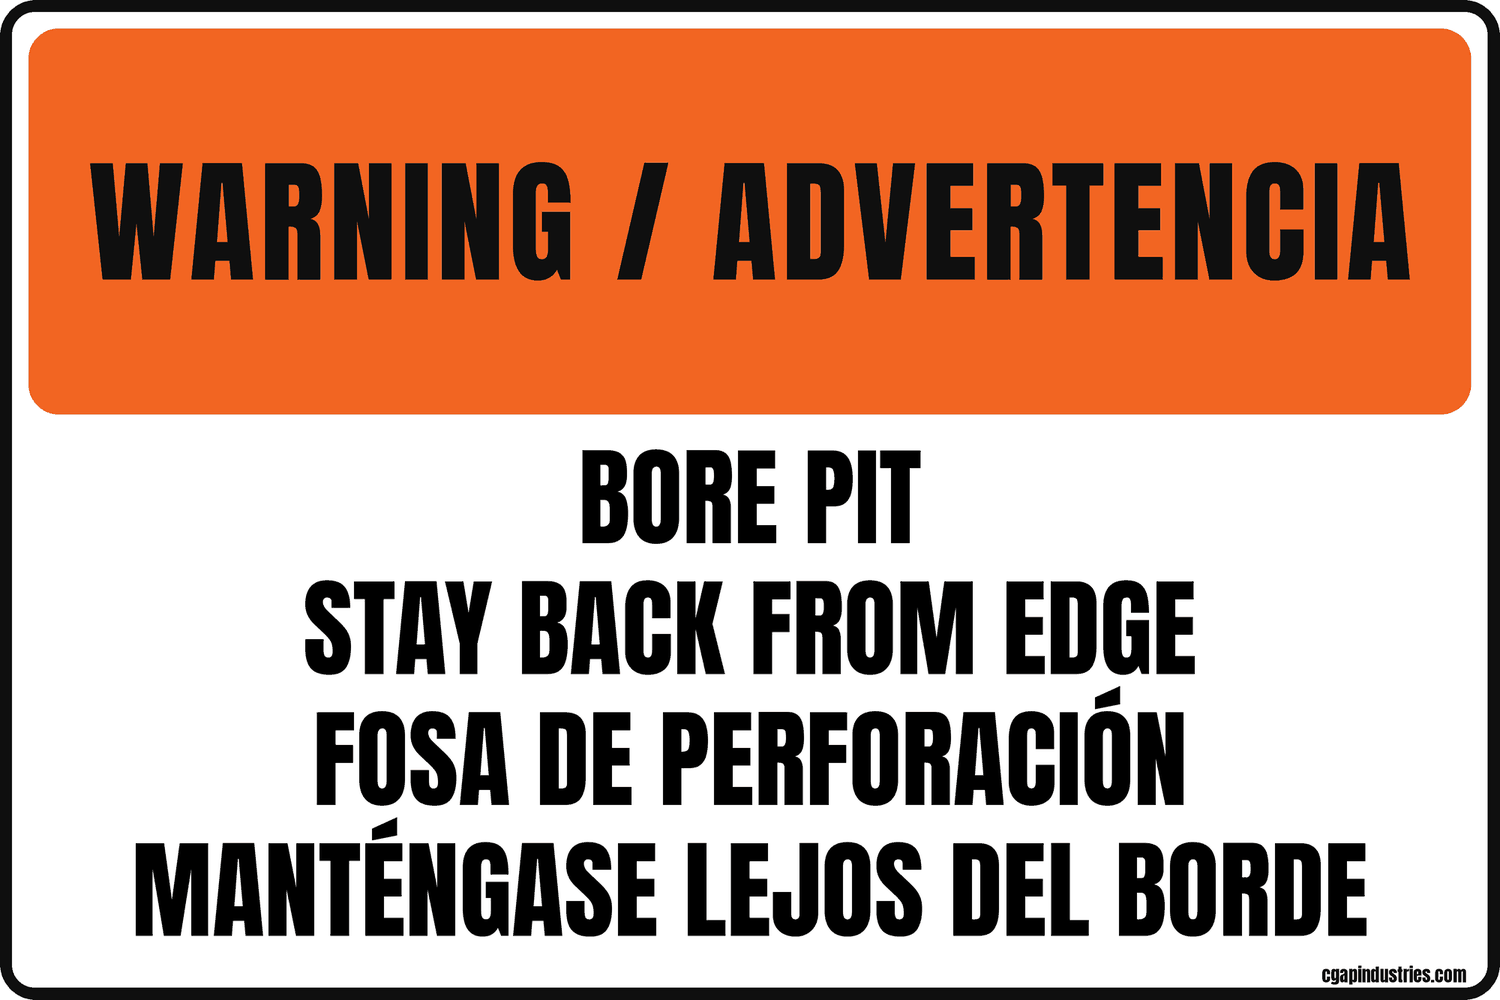 WARNING / ADVERTENCIA
BORE PIT
STAY BACK FROM EDGE
FOSA DE PERFORACIÓN
MANTÉNGASE LEJOS DEL BORDE
cgapindustries.com